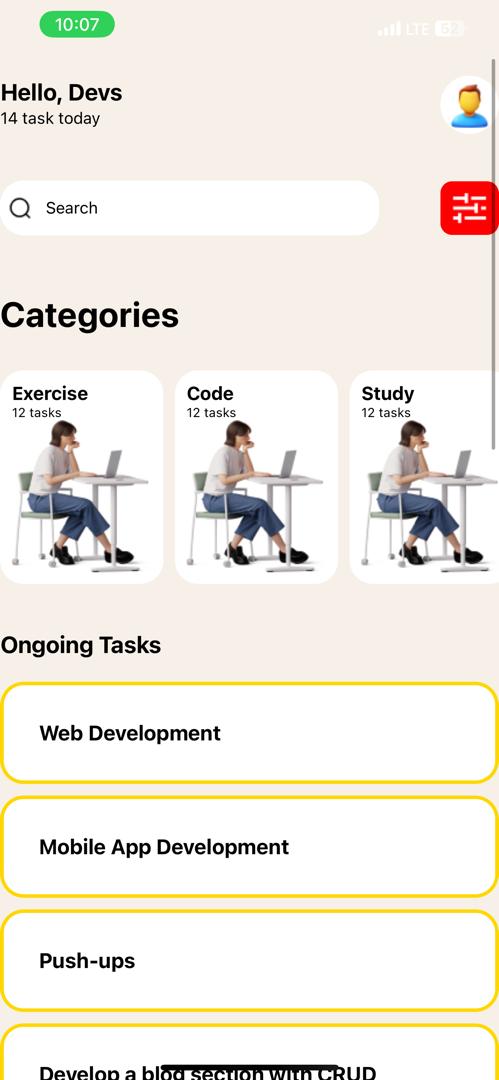 10:07
LTE 62
Hello, Devs
14 task today
Search
Categories
Exercise
12 tasks
Code
12 tasks
Study
12 tasks
Ongoing Tasks
Web Development
Mobile App Development
Push-ups
Develop a blog section with CRUD